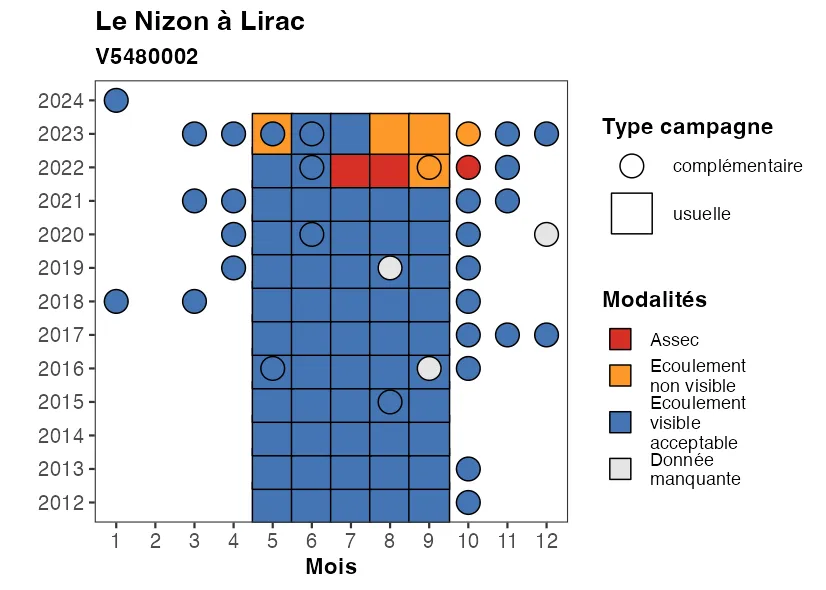 Le Nizon à Lirac
V5480002
2024
2023
2022
2021
2020
2019
2018
2017
2016
2015
2014
2013
2012
1 2 3 4 5 6 7 8 9 10 11 12
Mois
Type campagne
complémentaire
usuelle
Modalités
Assec
Ecoulement
non visible
Ecoulement
visible
acceptable
Donnée
manquante